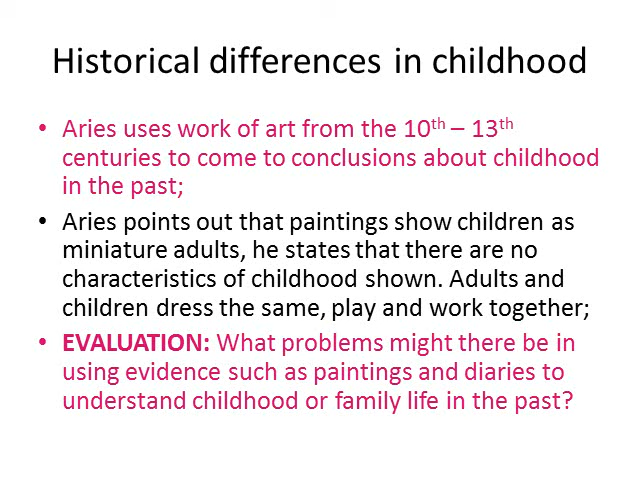 Historical differences in childhood
• Aries uses work of art from the 10th – 13th
centuries to come to conclusions about childhood
in the past;
• Aries points out that paintings show children as
miniature adults, he states that there are no
characteristics of childhood shown. Adults and
children dress the same, play and work together;
• EVALUATION: What problems might there be in
using evidence such as paintings and diaries to
understand childhood or family life in the past?